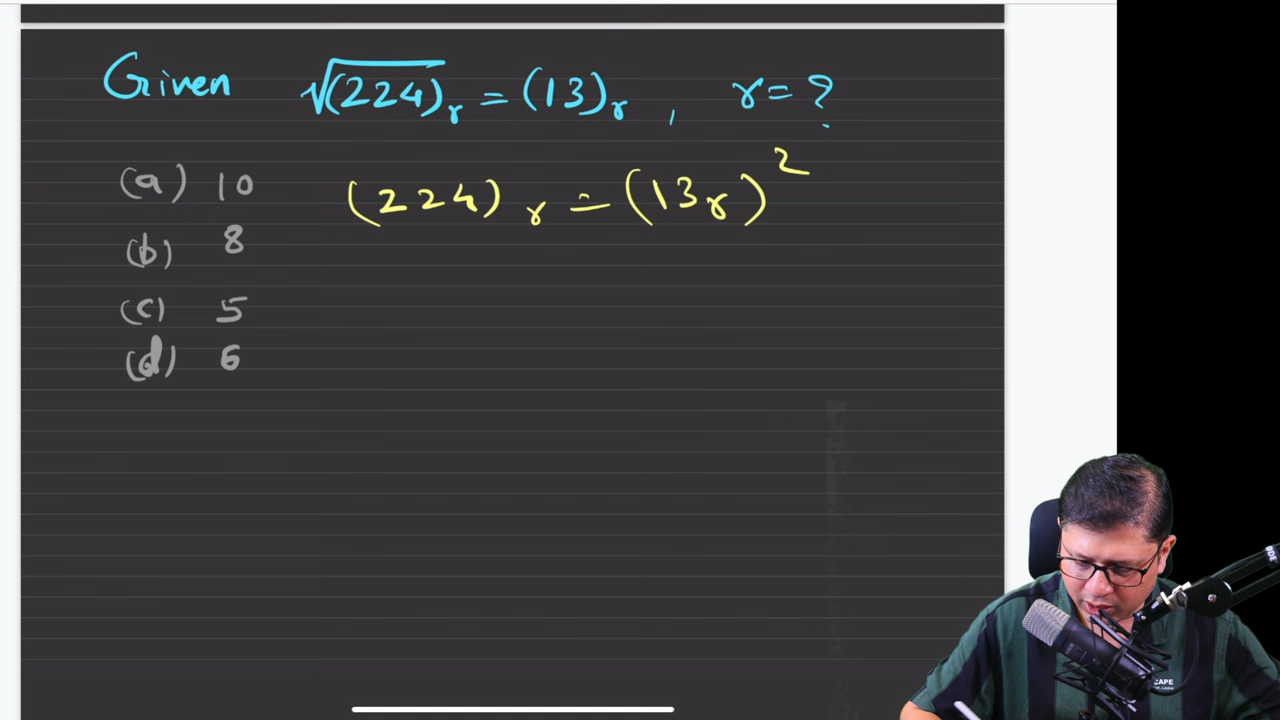 Given √(224)r = (13)r , r = ?
(a) 10
(224)r = (13r)²
(b) 8
(c) 5
(d) 6